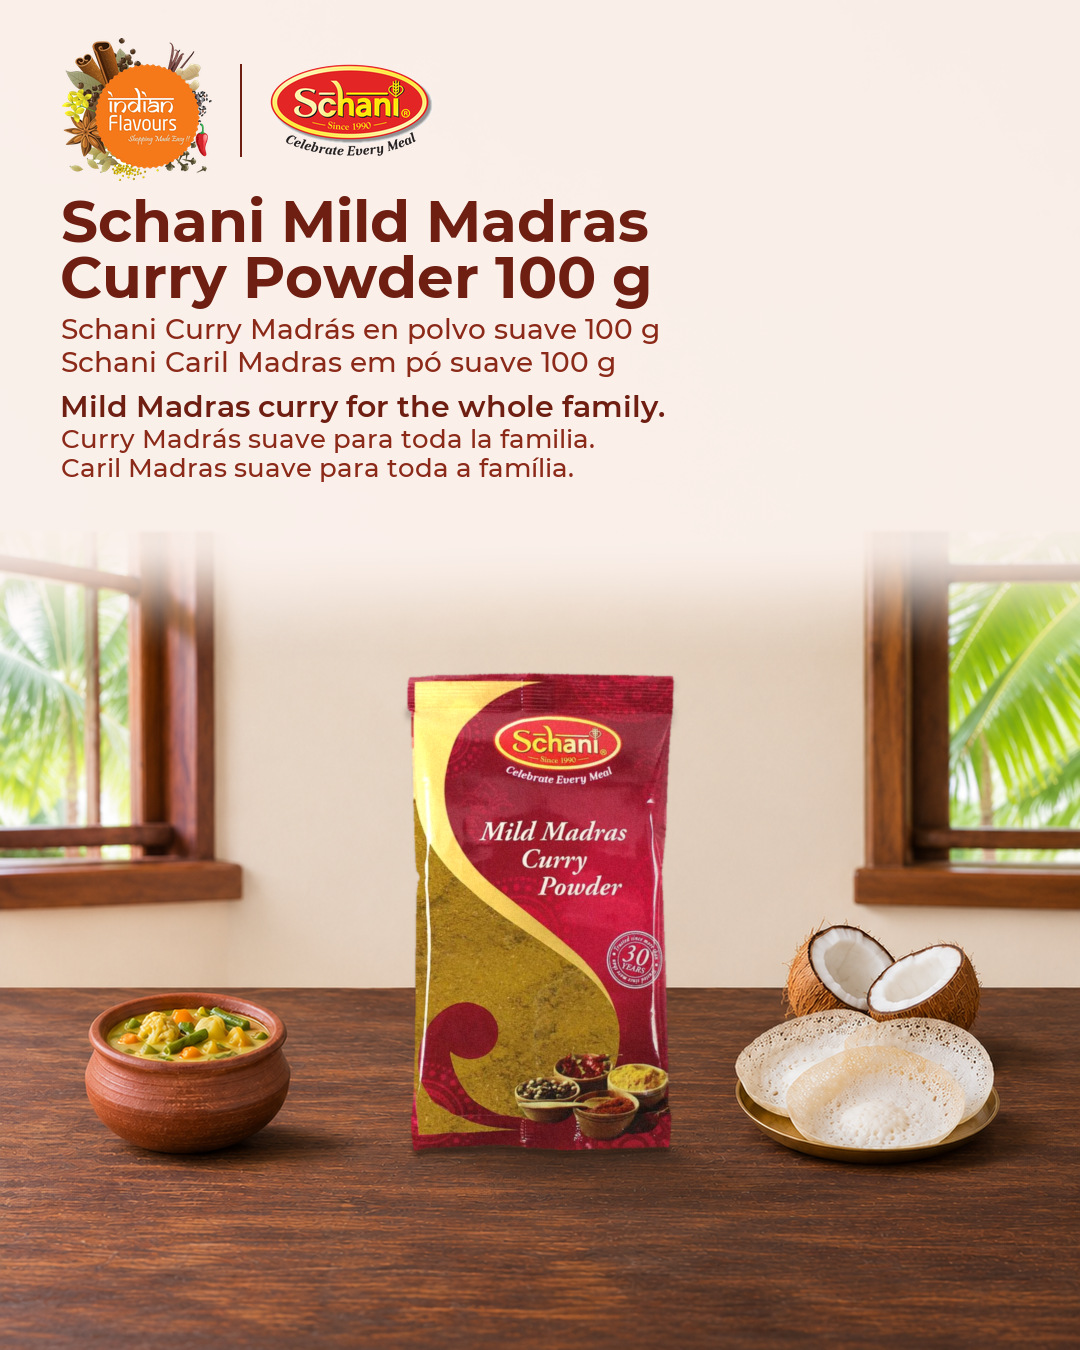 indian
Flavours
Shopping Made Easy !!
Schani®
Since 1990
Celebrate Every Meal
Schani Mild Madras
Curry Powder 100 g
Schani Curry Madrás en polvo suave 100 g
Schani Caril Madras em pó suave 100 g
Mild Madras curry for the whole family.
Curry Madrás suave para toda la familia.
Caril Madras suave para toda a família.
Schani®
Since 1990
Celebrate Every Meal
Mild Madras
Curry
Powder
30
YEARS